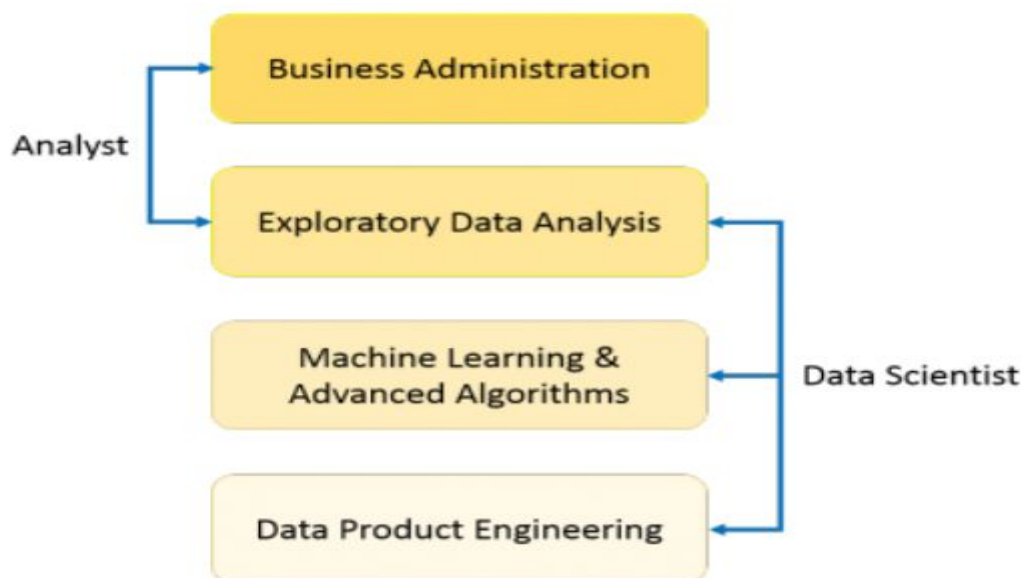 Business Administration
Analyst
Exploratory Data Analysis
Machine Learning &
Advanced Algorithms
Data Scientist
Data Product Engineering